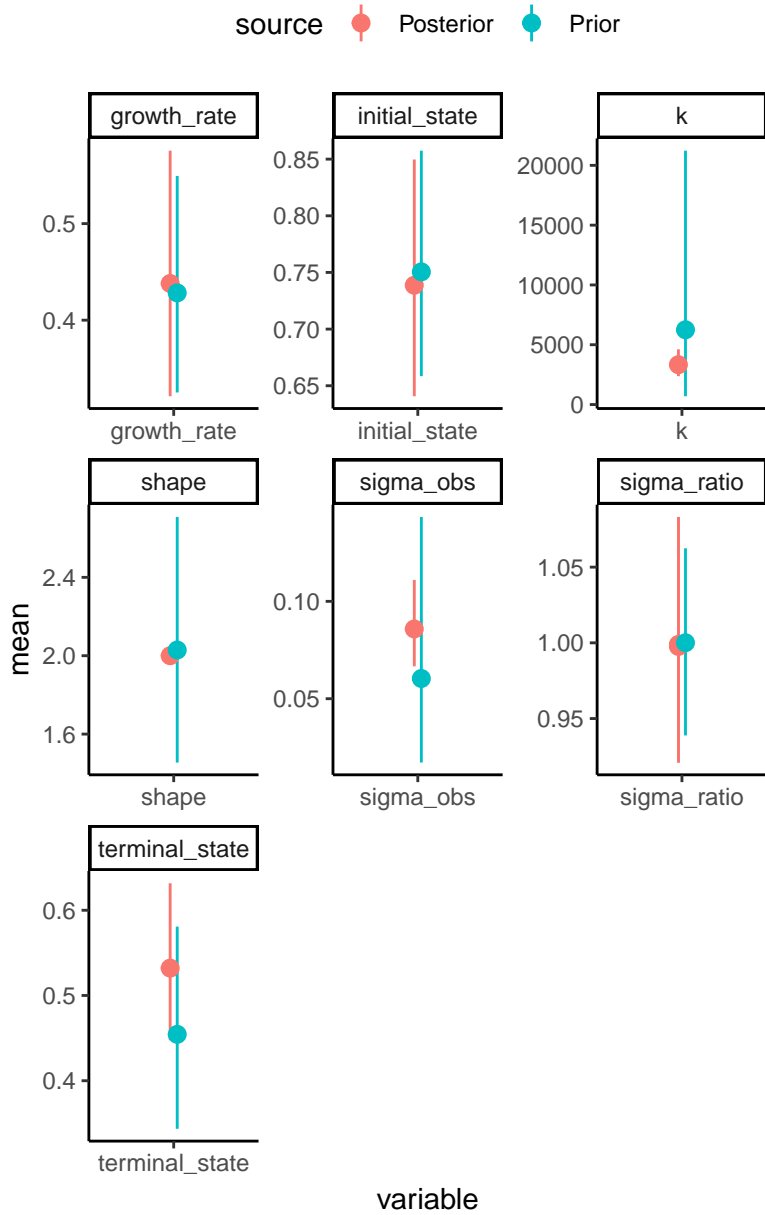 source Posterior Prior
growth_rate initial_state k
0.5
0.4
0.85
0.80
0.75
0.70
0.65
20000
15000
10000
5000
0
growth_rate initial_state k
shape sigma_obs sigma_ratio
2.4
2.0
1.6
0.10
0.05
1.05
1.00
0.95
shape sigma_obs sigma_ratio
terminal_state
0.6
0.5
0.4
terminal_state
mean
variable